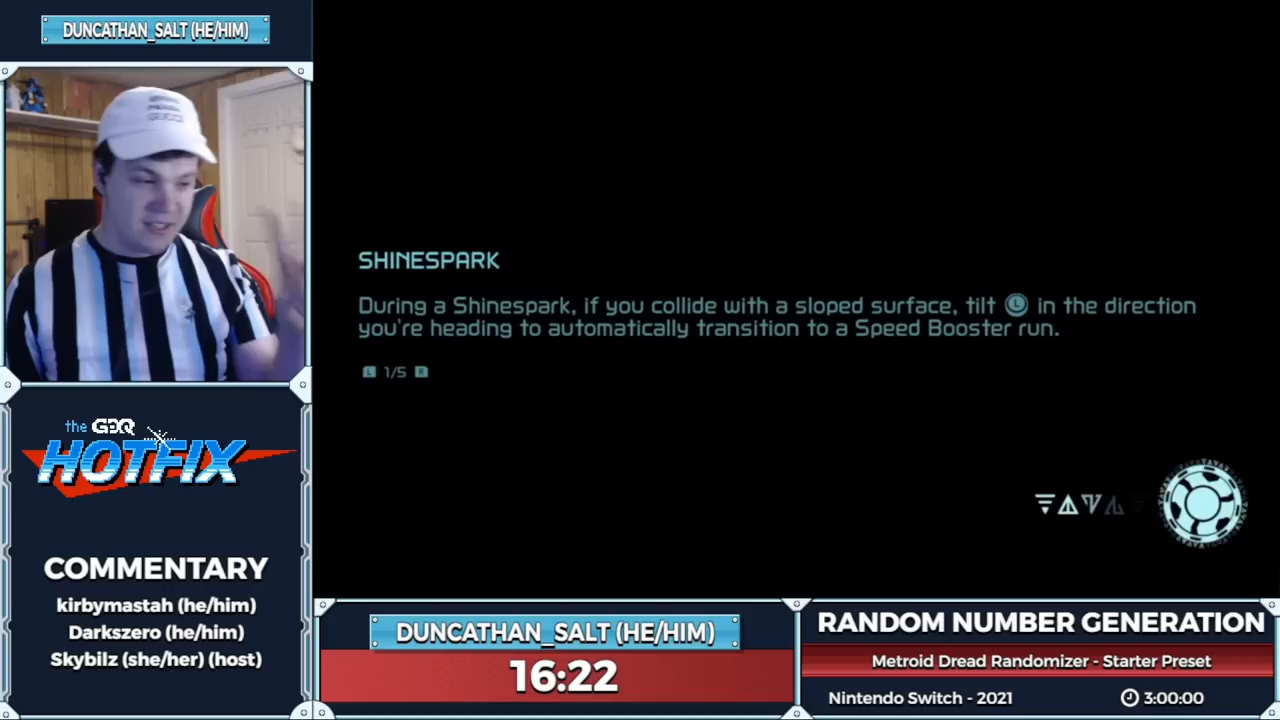 DUNCATHAN_SALT (HE/HIM)
SHINESPARK
During a Shinespark, if you collide with a sloped surface, tilt L in the direction
you're heading to automatically transition to a Speed Booster run.
L 1/5 R
the GDQ
HOTFIX
COMMENTARY
kirbymastah (he/him)
Darkszero (he/him)
Skybilz (she/her) (host)
DUNCATHAN_SALT (HE/HIM)
16:22
RANDOM NUMBER GENERATION
Metroid Dread Randomizer - Starter Preset
Nintendo Switch - 2021
3:00:00